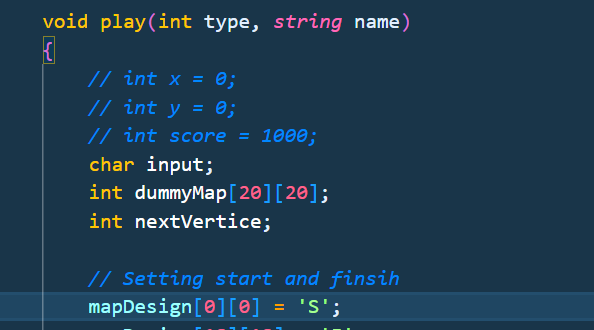 void play(int type, string name)
{
// int x = 0;
// int y = 0;
// int score = 1000;
char input;
int dummyMap[20][20];
int nextVertice;
// Setting start and finsih
mapDesign[0][0] = 'S';